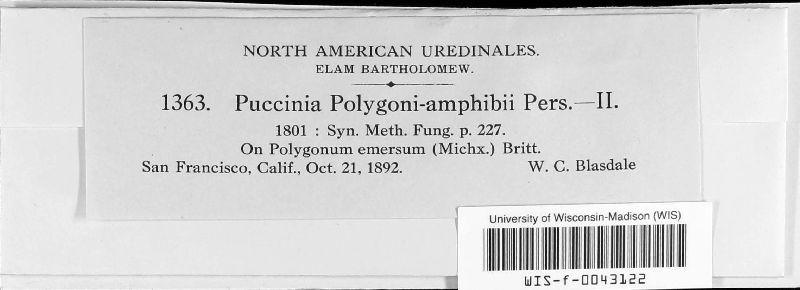 NORTH AMERICAN UREDINALES.
ELAM BARTHOLOMEW.
1363. Puccinia Polygoni-amphibii Pers.—II.
1801 : Syn. Meth. Fung. p. 227.
On Polygonum emersum (Michx.) Britt.
San Francisco, Calif., Oct. 21, 1892. W. C. Blasdale
University of Wisconsin-Madison (WIS)
WIS-f-0043122